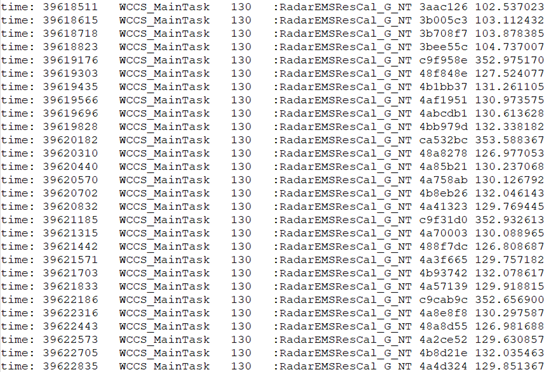 time: 39618511 WCCS_MainTask 130 :RadarEMSResCal_G_NT 3aac126 102.537023
time: 39618615 WCCS_MainTask 130 :RadarEMSResCal_G_NT 3b005c3 103.112432
time: 39618718 WCCS_MainTask 130 :RadarEMSResCal_G_NT 3b708f7 103.878385
time: 39618823 WCCS_MainTask 130 :RadarEMSResCal_G_NT 3bee55c 104.737007
time: 39619176 WCCS_MainTask 130 :RadarEMSResCal_G_NT c9f958e 352.975170
time: 39619303 WCCS_MainTask 130 :RadarEMSResCal_G_NT 48f848e 127.524077
time: 39619435 WCCS_MainTask 130 :RadarEMSResCal_G_NT 4b1bb37 131.261105
time: 39619566 WCCS_MainTask 130 :RadarEMSResCal_G_NT 4af1951 130.973575
time: 39619696 WCCS_MainTask 130 :RadarEMSResCal_G_NT 4abcdb1 130.613628
time: 39619828 WCCS_MainTask 130 :RadarEMSResCal_G_NT 4bb979d 132.338182
time: 39620182 WCCS_MainTask 130 :RadarEMSResCal_G_NT ca532bc 353.588367
time: 39620310 WCCS_MainTask 130 :RadarEMSResCal_G_NT 48a8278 126.977053
time: 39620440 WCCS_MainTask 130 :RadarEMSResCal_G_NT 4a85b21 130.237068
time: 39620570 WCCS_MainTask 130 :RadarEMSResCal_G_NT 4a758ab 130.126792
time: 39620702 WCCS_MainTask 130 :RadarEMSResCal_G_NT 4b8eb26 132.046143
time: 39620832 WCCS_MainTask 130 :RadarEMSResCal_G_NT 4a41323 129.769445
time: 39621185 WCCS_MainTask 130 :RadarEMSResCal_G_NT c9f31d0 352.932613
time: 39621315 WCCS_MainTask 130 :RadarEMSResCal_G_NT 4a70003 130.088965
time: 39621442 WCCS_MainTask 130 :RadarEMSResCal_G_NT 488f7dc 126.808687
time: 39621571 WCCS_MainTask 130 :RadarEMSResCal_G_NT 4a3f665 129.757182
time: 39621703 WCCS_MainTask 130 :RadarEMSResCal_G_NT 4b93742 132.078617
time: 39621833 WCCS_MainTask 130 :RadarEMSResCal_G_NT 4a57139 129.918815
time: 39622186 WCCS_MainTask 130 :RadarEMSResCal_G_NT c9cab9c 352.656900
time: 39622316 WCCS_MainTask 130 :RadarEMSResCal_G_NT 4a8e8f8 130.297587
time: 39622443 WCCS_MainTask 130 :RadarEMSResCal_G_NT 48a8d55 126.981688
time: 39622573 WCCS_MainTask 130 :RadarEMSResCal_G_NT 4a2ce52 129.630857
time: 39622705 WCCS_MainTask 130 :RadarEMSResCal_G_NT 4b8d21e 132.035463
time: 39622835 WCCS_MainTask 130 :RadarEMSResCal_G_NT 4a4d324 129.851367